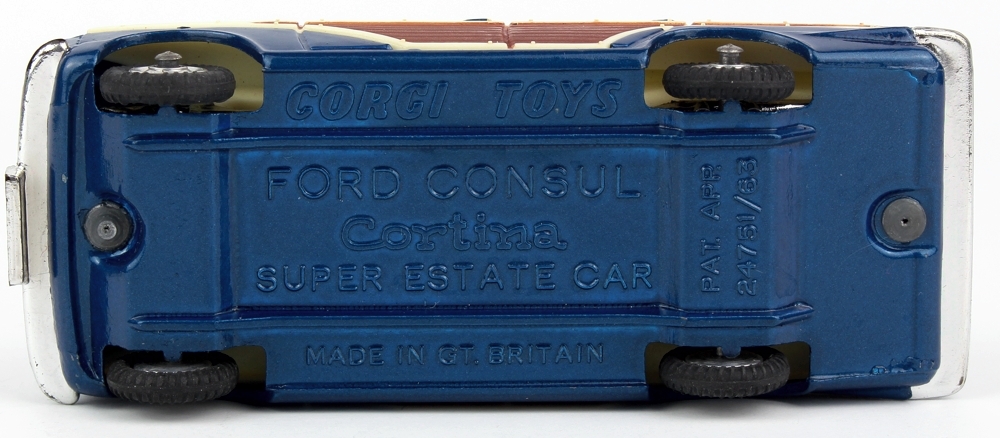 CORGI TOYS
FORD CONSUL
Cortina
SUPER ESTATE CAR
MADE IN GT. BRITAIN
PAT. APP.
24751/63